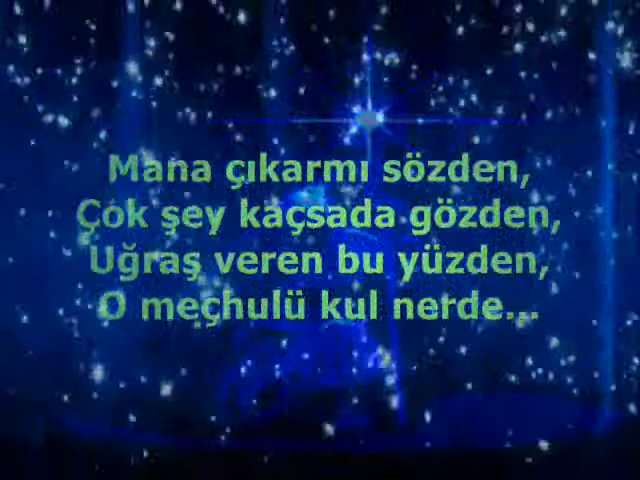 Mana çıkarmı sözden,
Çok şey kaçsada gözden,
Uğraş veren bu yüzden,
O meçhulü kul nerde...